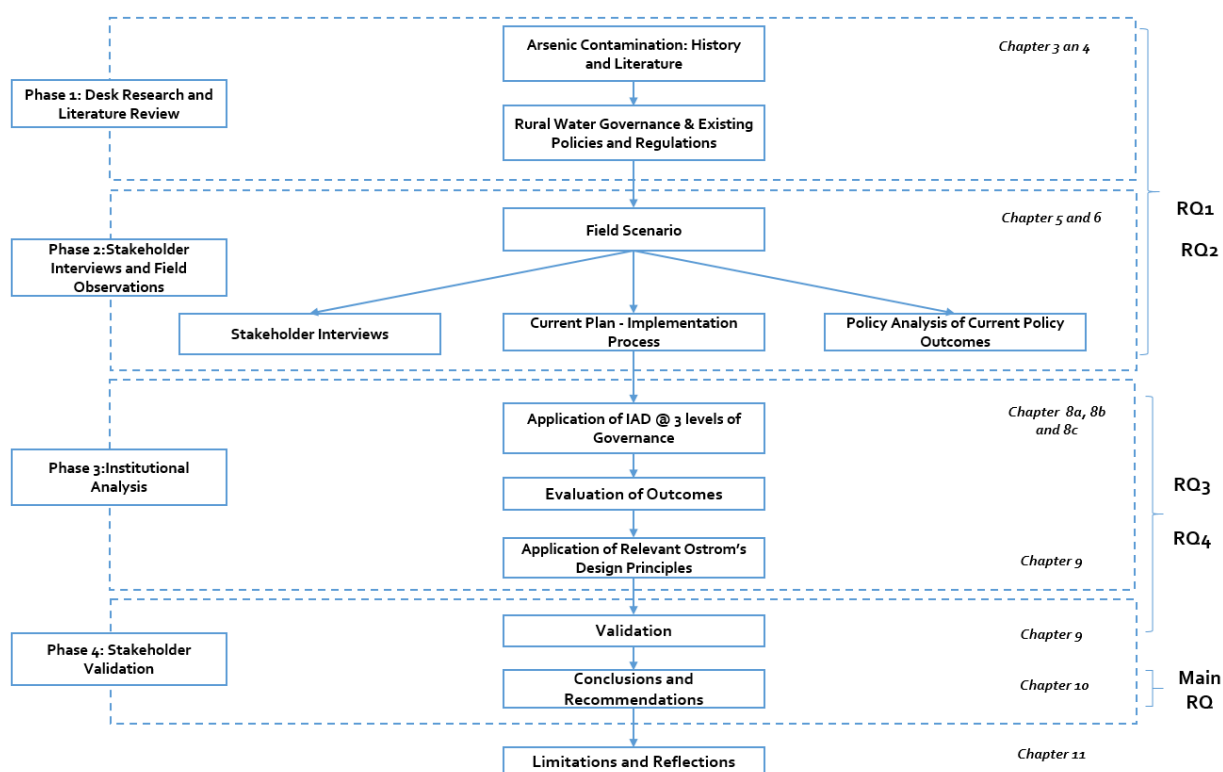 Arsenic Contamination: History
and Literature
Chapter 3 an 4
Phase 1: Desk Research and
Literature Review
Rural Water Governance & Existing
Policies and Regulations
RQ1
RQ2
Field Scenario
Chapter 5 and 6
Phase 2:Stakeholder
Interviews and Field
Observations
Stakeholder Interviews
Current Plan - Implementation
Process
Policy Analysis of Current Policy
Outcomes
Application of IAD @ 3 levels of
Governance
Chapter 8a, 8b
and 8c
Phase 3:Institutional
Analysis
Evaluation of Outcomes
RQ3
RQ4
Application of Relevant Ostrom's
Design Principles
Chapter 9
Validation
Chapter 9
Phase 4: Stakeholder
Validation
Conclusions and
Recommendations
Chapter 10
Main
RQ
Limitations and Reflections
Chapter 11